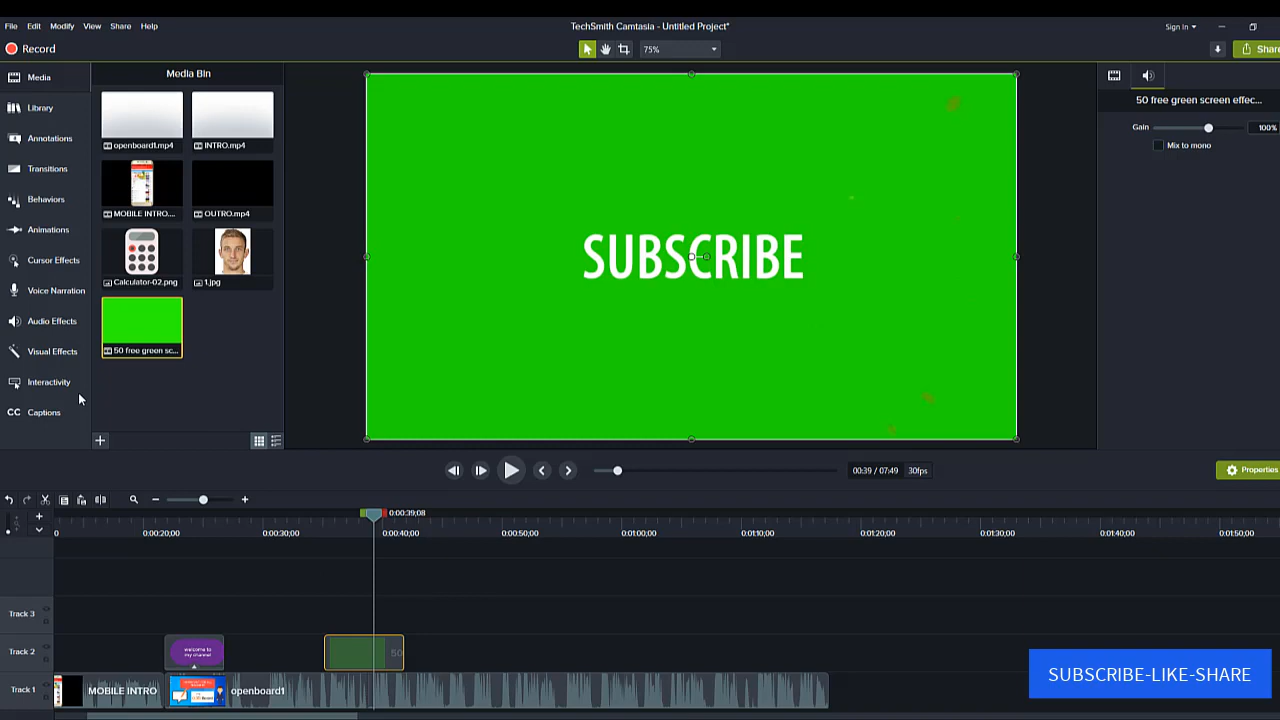 File Edit Modify View Share Help
TechSmith Camtasia - Untitled Project*
Sign In
Record
75%
Share
Media
Library
Annotations
Transitions
Behaviors
Animations
Cursor Effects
Voice Narration
Audio Effects
Visual Effects
Interactivity
CC Captions
Media Bin
openboard1.mp4 INTRO.mp4
MOBILE INTRO.... OUTRO.mp4
Calculator-02.png 1.jpg
50 free green sc...
SUBSCRIBE
50 free green screen effec...
Gain 100%
Mix to mono
00:39 / 07:49 30fps
Properties
0:00:39;08
0 0:00:20;00 0:00:30;00 0:00:40;00 0:00:50;00 0:01:00;00 0:01:10;00 0:01:20;00 0:01:30;00 0:01:40;00 0:01:50;00
Track 3
Track 2
welcome to
my channel
50
Track 1
MOBILE INTRO
openboard1
SUBSCRIBE-LIKE-SHARE